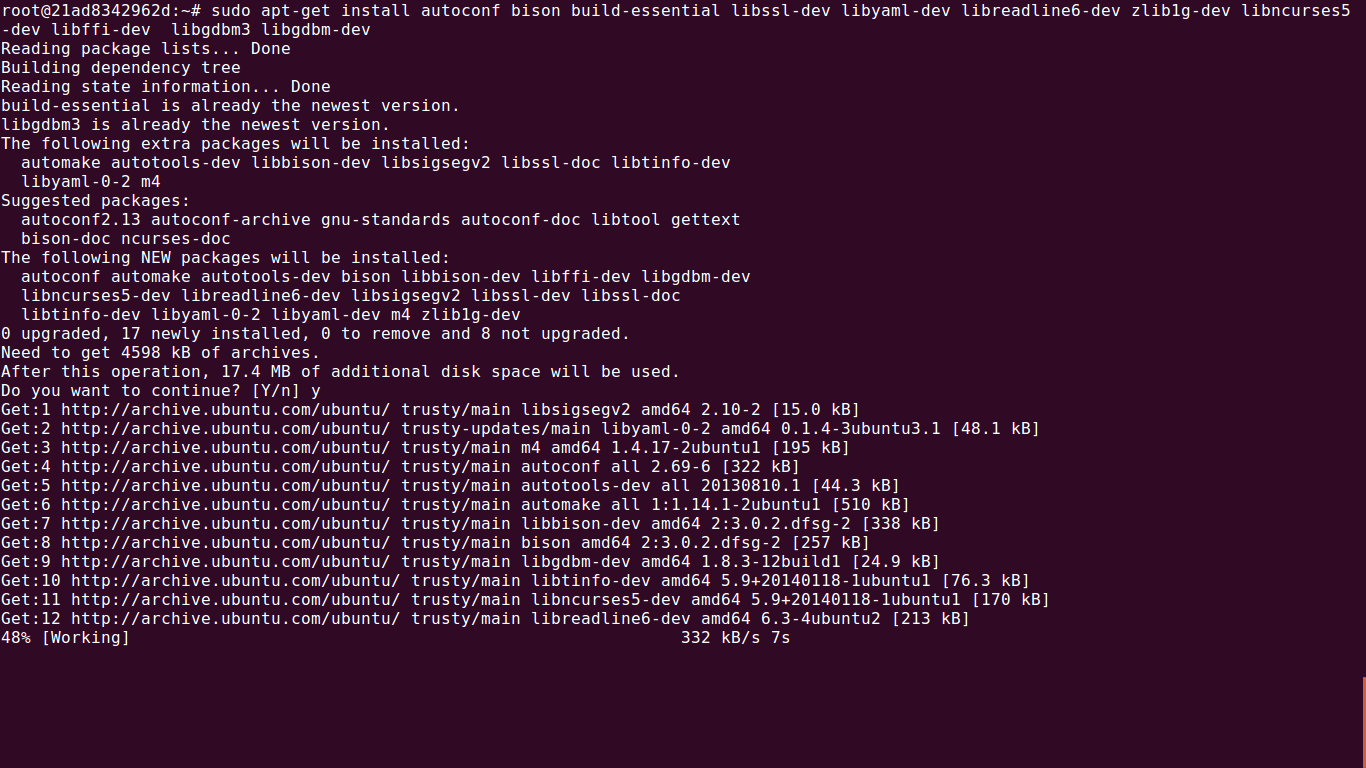 root@21ad8342962d:~# sudo apt-get install autoconf bison build-essential libssl-dev libyaml-dev libreadline6-dev zlib1g-dev libncurses5
-dev libffi-dev  libgdbm3 libgdbm-dev
Reading package lists... Done
Building dependency tree
Reading state information... Done
build-essential is already the newest version.
libgdbm3 is already the newest version.
The following extra packages will be installed:
  automake autotools-dev libbison-dev libsigsegv2 libssl-doc libtinfo-dev
  libyaml-0-2 m4
Suggested packages:
  autoconf2.13 autoconf-archive gnu-standards autoconf-doc libtool gettext
  bison-doc ncurses-doc
The following NEW packages will be installed:
  autoconf automake autotools-dev bison libbison-dev libffi-dev libgdbm-dev
  libncurses5-dev libreadline6-dev libsigsegv2 libssl-dev libssl-doc
  libtinfo-dev libyaml-0-2 libyaml-dev m4 zlib1g-dev
0 upgraded, 17 newly installed, 0 to remove and 8 not upgraded.
Need to get 4598 kB of archives.
After this operation, 17.4 MB of additional disk space will be used.
Do you want to continue? [Y/n] y
Get:1 http://archive.ubuntu.com/ubuntu/ trusty/main libsigsegv2 amd64 2.10-2 [15.0 kB]
Get:2 http://archive.ubuntu.com/ubuntu/ trusty-updates/main libyaml-0-2 amd64 0.1.4-3ubuntu3.1 [48.1 kB]
Get:3 http://archive.ubuntu.com/ubuntu/ trusty/main m4 amd64 1.4.17-2ubuntu1 [195 kB]
Get:4 http://archive.ubuntu.com/ubuntu/ trusty/main autoconf all 2.69-6 [322 kB]
Get:5 http://archive.ubuntu.com/ubuntu/ trusty/main autotools-dev all 20130810.1 [44.3 kB]
Get:6 http://archive.ubuntu.com/ubuntu/ trusty/main automake all 1:1.14.1-2ubuntu1 [510 kB]
Get:7 http://archive.ubuntu.com/ubuntu/ trusty/main libbison-dev amd64 2:3.0.2.dfsg-2 [338 kB]
Get:8 http://archive.ubuntu.com/ubuntu/ trusty/main bison amd64 2:3.0.2.dfsg-2 [257 kB]
Get:9 http://archive.ubuntu.com/ubuntu/ trusty/main libgdbm-dev amd64 1.8.3-12build1 [24.9 kB]
Get:10 http://archive.ubuntu.com/ubuntu/ trusty/main libtinfo-dev amd64 5.9+20140118-1ubuntu1 [76.3 kB]
Get:11 http://archive.ubuntu.com/ubuntu/ trusty/main libncurses5-dev amd64 5.9+20140118-1ubuntu1 [170 kB]
Get:12 http://archive.ubuntu.com/ubuntu/ trusty/main libreadline6-dev amd64 6.3-4ubuntu2 [213 kB]
48% [Working]                                                       332 kB/s 7s